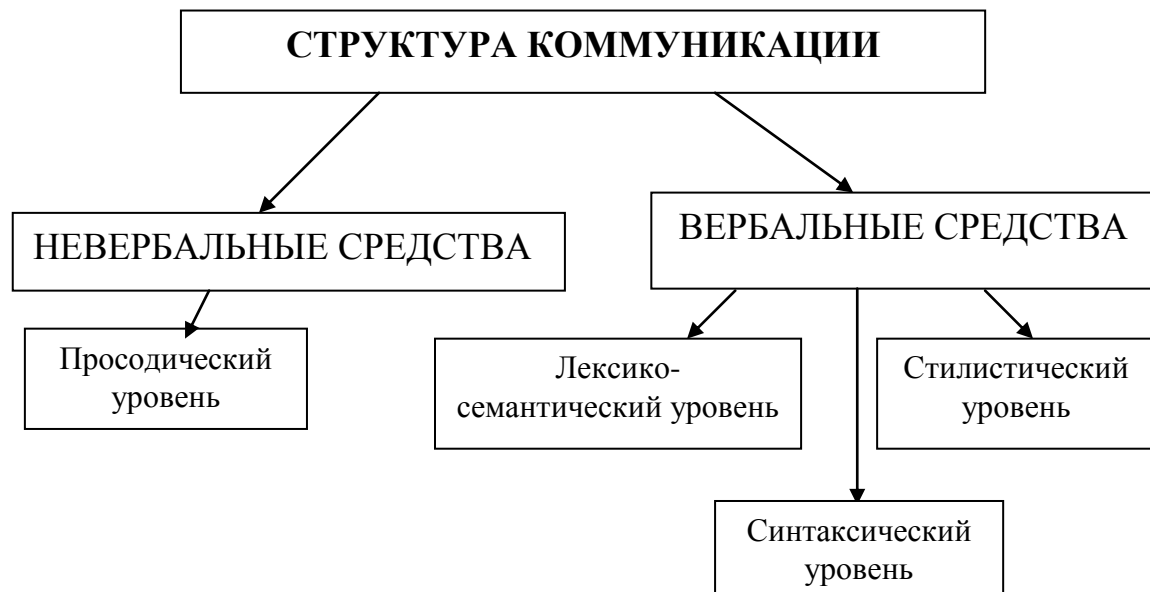 СТРУКТУРА КОММУНИКАЦИИ
НЕВЕРБАЛЬНЫЕ СРЕДСТВА
ВЕРБАЛЬНЫЕ СРЕДСТВА
Просодический
уровень
Лексико-
семантический уровень
Стилистический
уровень
Синтаксический
уровень